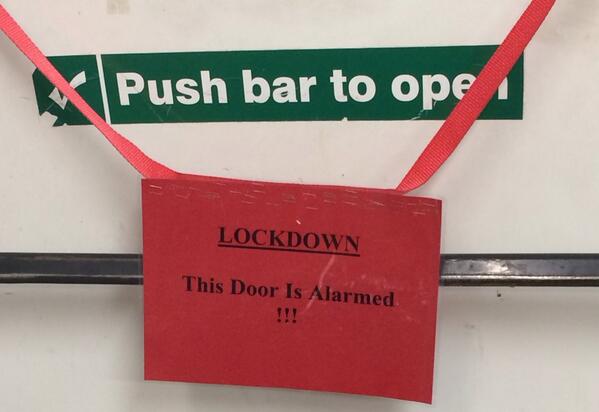 Push bar to open
LOCKDOWN
This Door Is Alarmed
!!!